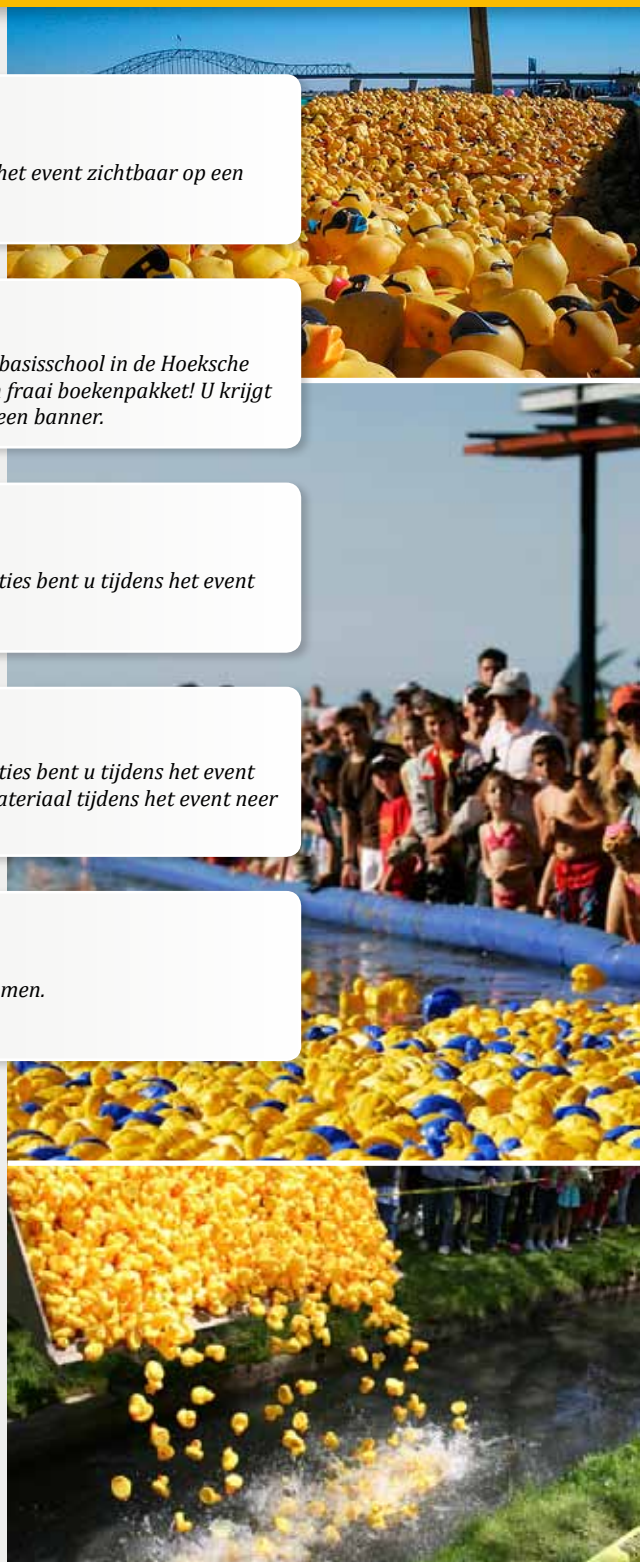 het event zichtbaar op een
basisschool in de Hoeksche
fraai boekenpakket! U krijgt
een banner.
ties bent u tijdens het event
ties bent u tijdens het event
ateriaal tijdens het event neer
men.